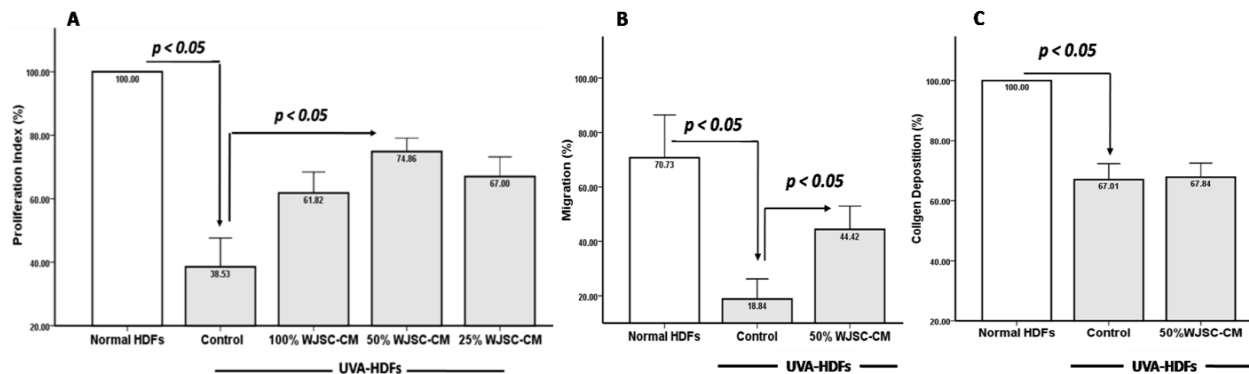 A
p < 0.05
p < 0.05
Proliferation Index (%)
100.00
80.00
60.00
40.00
20.00
100.00
38.53
61.82
74.86
67.00
Normal HDFs Control 100% WJSC-CM 50% WJSC-CM 25% WJSC-CM
UVA-HDFs
B
p < 0.05
p < 0.05
Migration (%)
100.00
80.00
60.00
40.00
20.00
70.73
18.84
44.42
Normal HDFs Control 50% WJSC-CM
UVA-HDFs
C
p < 0.05
Collgen Depostition (%)
100.00
80.00
60.00
40.00
20.00
100.00
67.01
67.84
Normal HDFs Control 50%WJSC-CM
UVA-HDFs